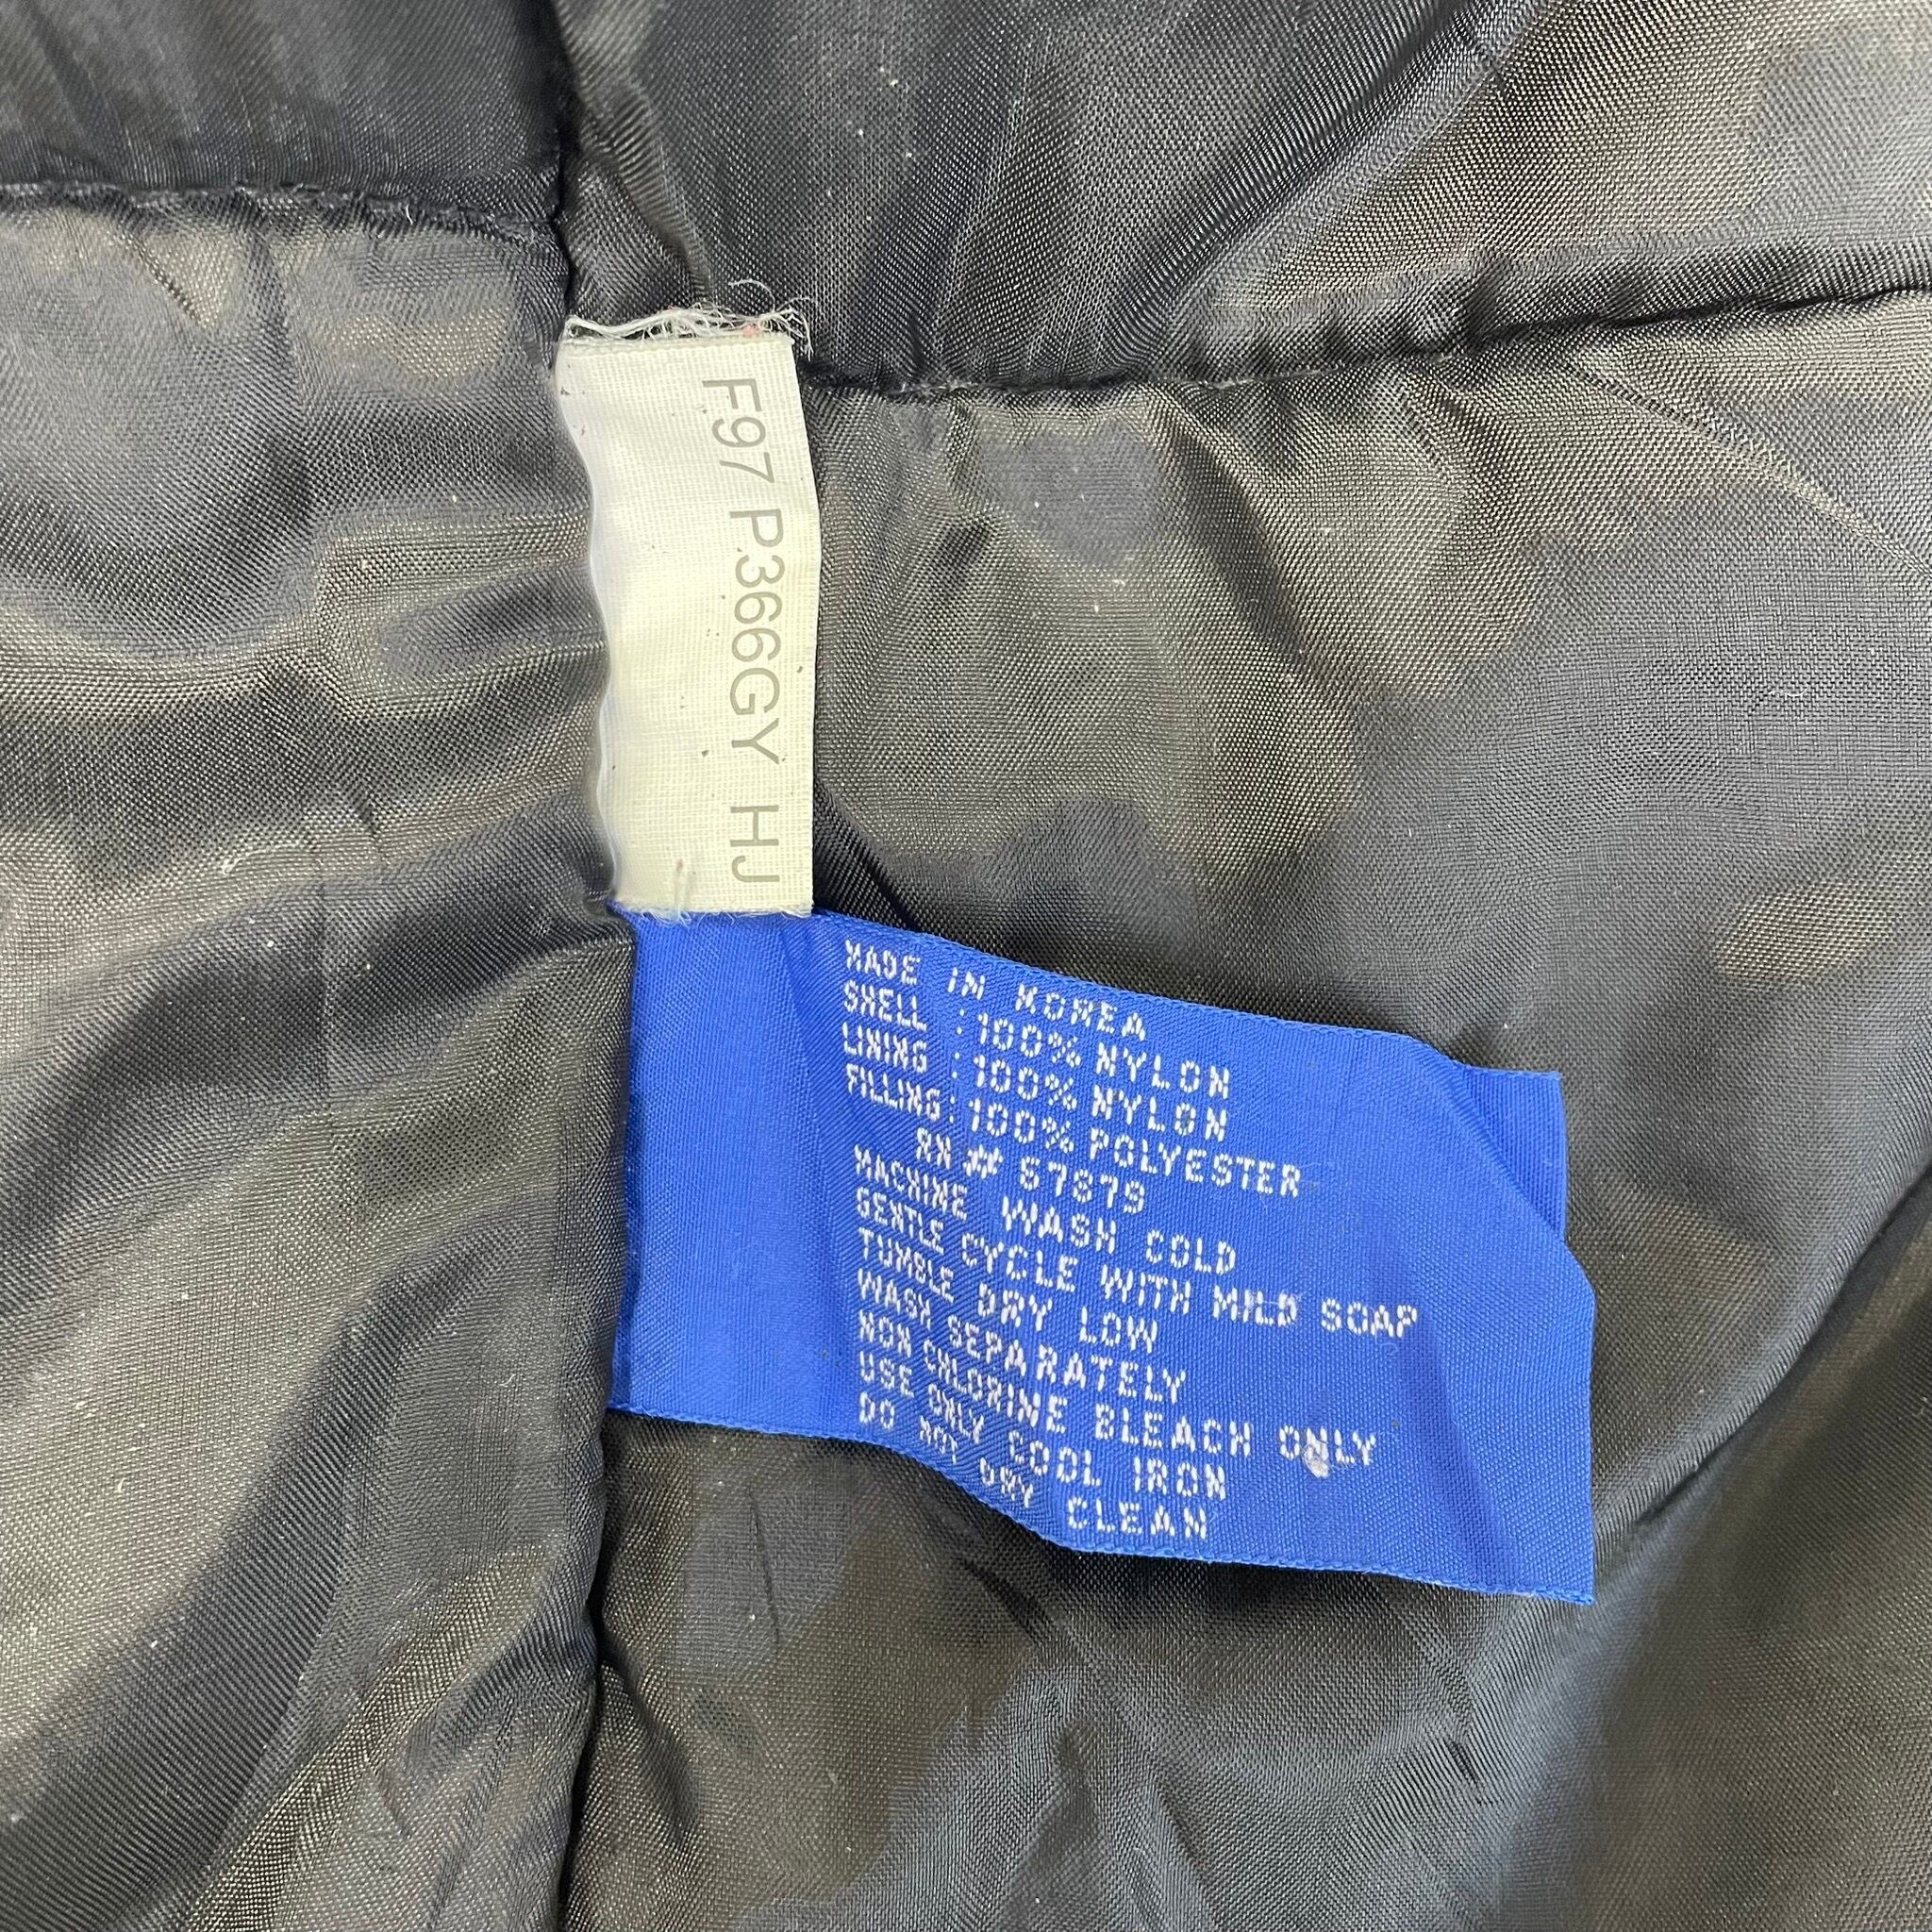 F97 P366GY HJ
MADE IN KOREA
SHELL : 100% NYLON
LINING : 100% NYLON
FILLING : 100% POLYESTER
RN # 67879
MACHINE WASH COLD
GENTLE CYCLE WITH MILD SOAP
TUMBLE DRY LOW
WASH SEPARATELY
NON CHLORINE BLEACH ONLY
USE ONLY COOL IRON
DO NOT DRY CLEAN